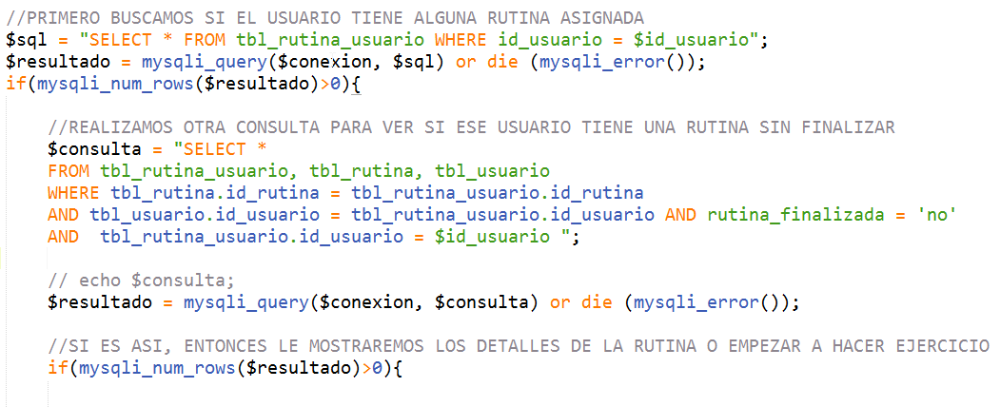 //PRIMERO BUSCAMOS SI EL USUARIO TIENE ALGUNA RUTINA ASIGNADA
$sql = "SELECT * FROM tbl_rutina_usuario WHERE id_usuario = $id_usuario";
$resultado = mysqli_query($conexion, $sql) or die (mysqli_error());
if(mysqli_num_rows($resultado)>0){
//REALIZAMOS OTRA CONSULTA PARA VER SI ESE USUARIO TIENE UNA RUTINA SIN FINALIZAR
$consulta = "SELECT *
FROM tbl_rutina_usuario, tbl_rutina, tbl_usuario
WHERE tbl_rutina.id_rutina = tbl_rutina_usuario.id_rutina
AND tbl_usuario.id_usuario = tbl_rutina_usuario.id_usuario AND rutina_finalizada = 'no'
AND  tbl_rutina_usuario.id_usuario = $id_usuario ";
// echo $consulta;
$resultado = mysqli_query($conexion, $consulta) or die (mysqli_error());
//SI ES ASI, ENTONCES LE MOSTRAREMOS LOS DETALLES DE LA RUTINA O EMPEZAR A HACER EJERCICIO
if(mysqli_num_rows($resultado)>0){